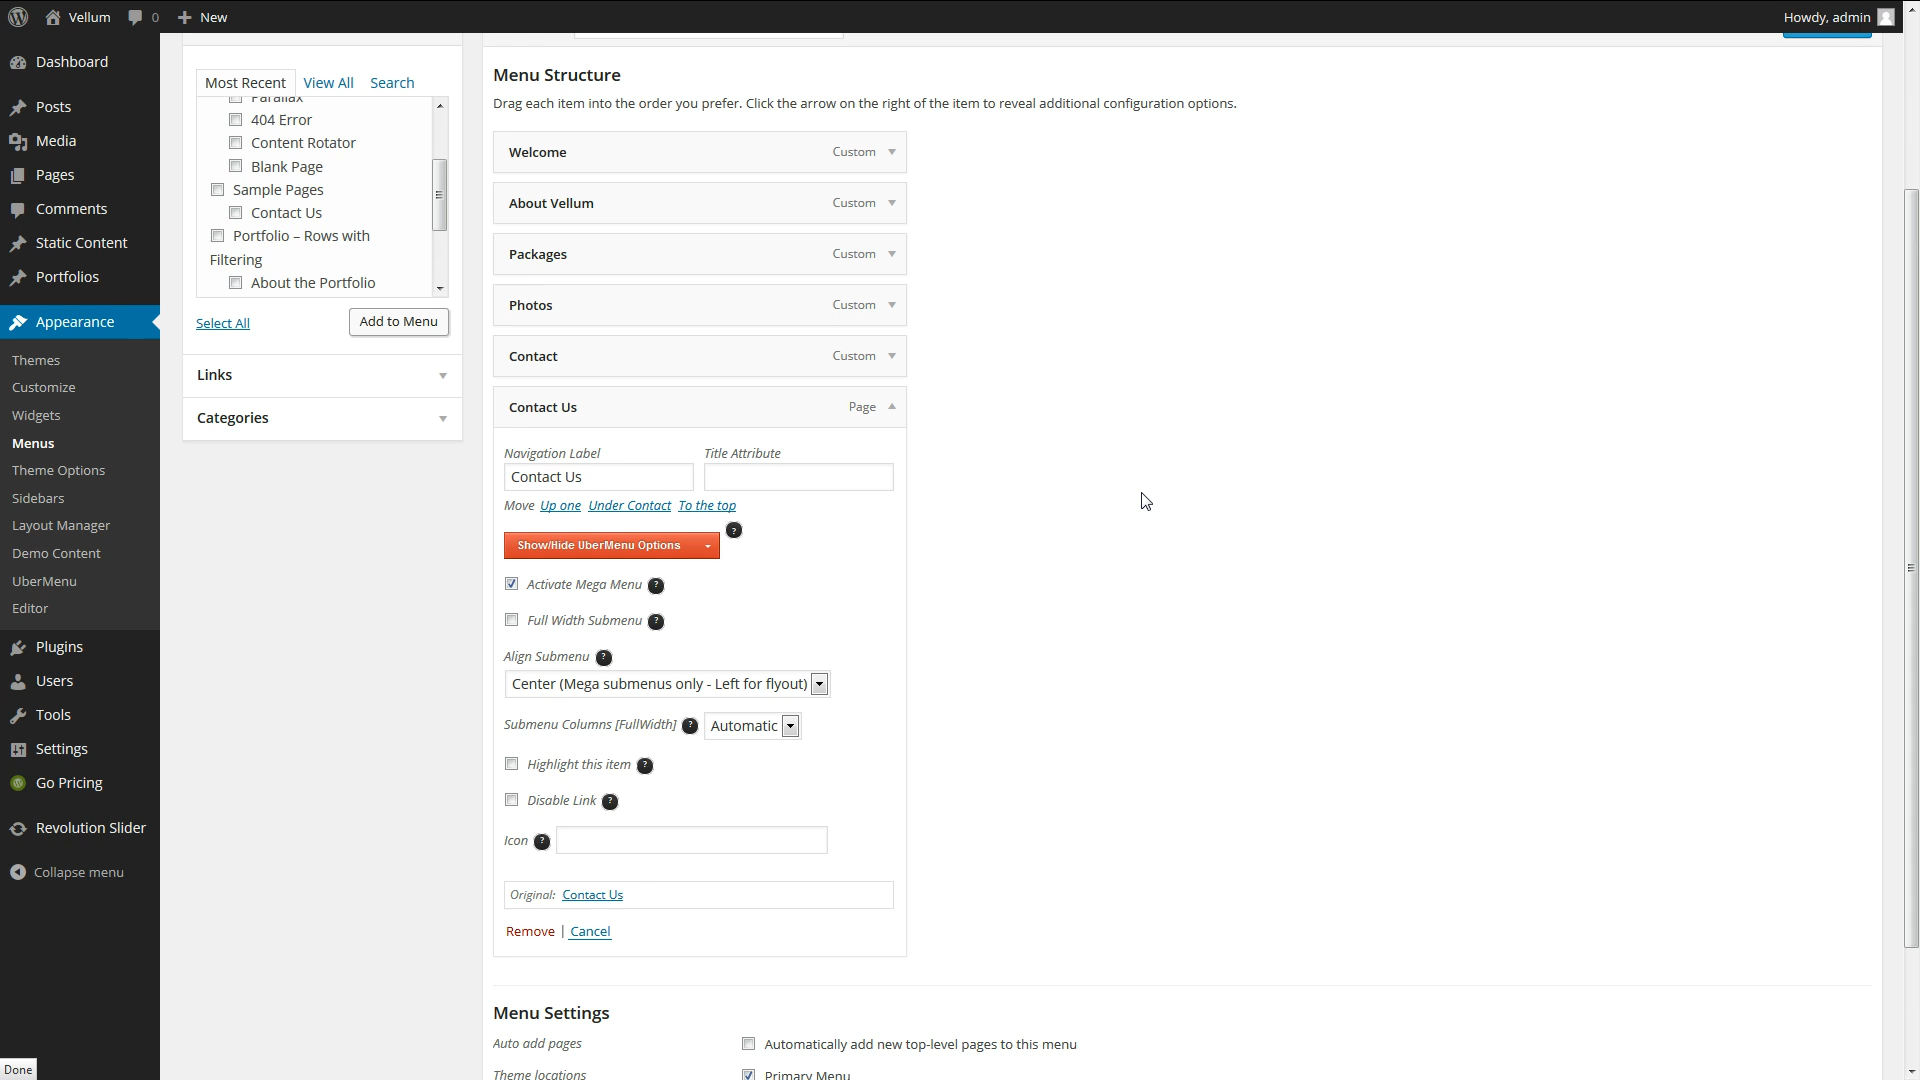 Vellum
0
New
Howdy, admin
Dashboard
Posts
Media
Pages
Comments
Static Content
Portfolios
Appearance
Themes
Customize
Widgets
Menus
Theme Options
Sidebars
Layout Manager
Demo Content
UberMenu
Editor
Plugins
Users
Tools
Settings
Go Pricing
Revolution Slider
Collapse menu
Done
Most Recent View All Search
Parallax
404 Error
Content Rotator
Blank Page
Sample Pages
Contact Us
Portfolio – Rows with
Filtering
About the Portfolio
Select All
Add to Menu
Links
Categories
Menu Structure
Drag each item into the order you prefer. Click the arrow on the right of the item to reveal additional configuration options.
Welcome Custom
About Vellum Custom
Packages Custom
Photos Custom
Contact Custom
Contact Us Page
Navigation Label Title Attribute
Contact Us
Move Up one Under Contact To the top
?
Show/Hide UberMenu Options
Activate Mega Menu ?
Full Width Submenu ?
Align Submenu ?
Center (Mega submenus only - Left for flyout)
Submenu Columns [FullWidth] ? Automatic
Highlight this item ?
Disable Link ?
Icon ?
Original: Contact Us
Remove | Cancel
Menu Settings
Auto add pages Automatically add new top-level pages to this menu
Theme locations Primary Menu